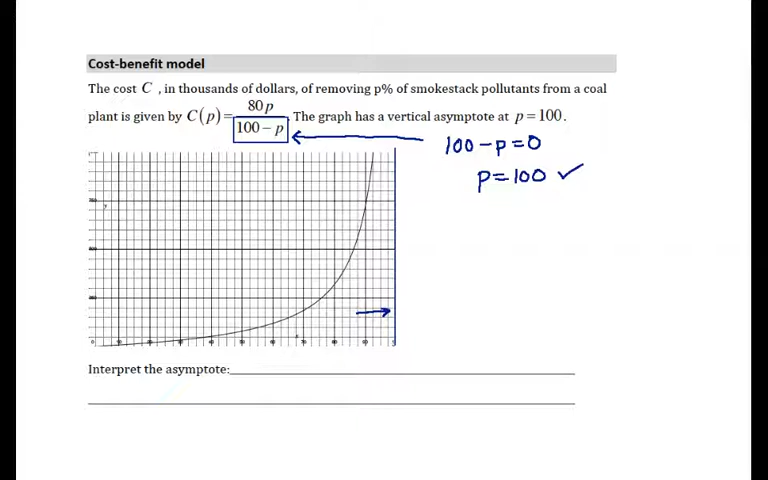 Cost-benefit model
The cost C , in thousands of dollars, of removing p% of smokestack pollutants from a coal
plant is given by C(p)= 80p / 100 − p . The graph has a vertical asymptote at p = 100.
100 − p = 0
p = 100 ✓
Interpret the asymptote: